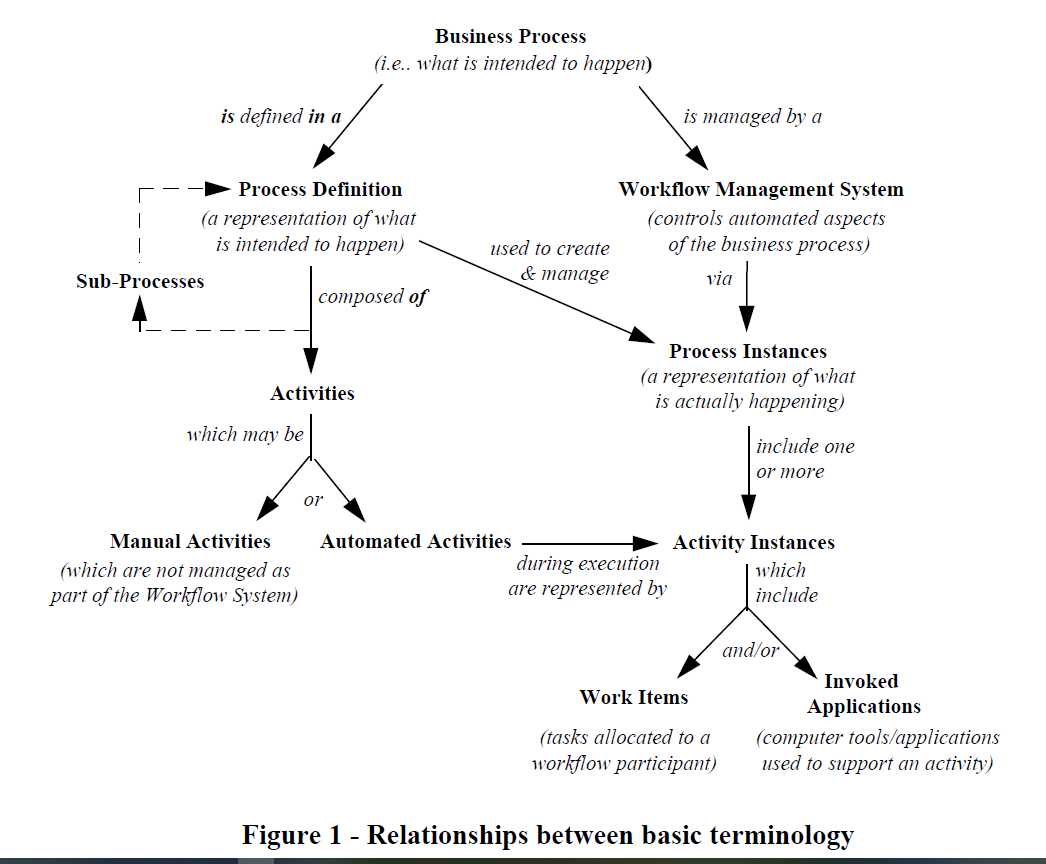 Business Process
(i.e.. what is intended to happen)
is defined in a
is managed by a
Process Definition
(a representation of what
is intended to happen)
Workflow Management System
(controls automated aspects
of the business process)
used to create
& manage
Sub-Processes
composed of
via
Process Instances
(a representation of what
is actually happening)
Activities
which may be
or
include one
or more
Manual Activities
(which are not managed as
part of the Workflow System)
Automated Activities
during execution
are represented by
Activity Instances
which
include
and/or
Work Items
(tasks allocated to a
workflow participant)
Invoked
Applications
(computer tools/applications
used to support an activity)
Figure 1 - Relationships between basic terminology